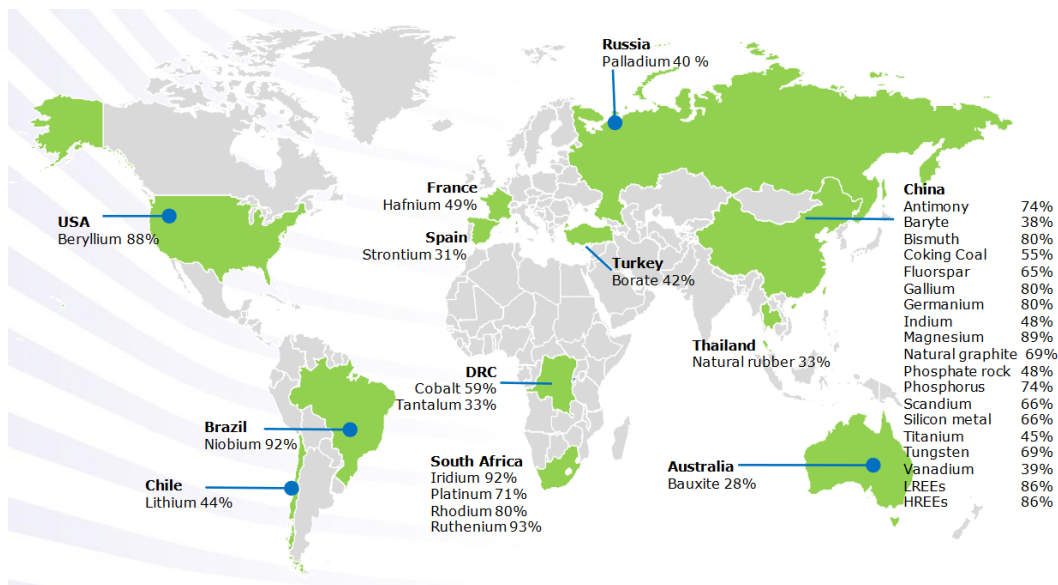 Russia
Palladium 40 %
France
Hafnium 49%
China
Antimony 74%
Baryte 38%
Bismuth 80%
Coking Coal 55%
Fluorspar 65%
Gallium 80%
Germanium 80%
Indium 48%
Magnesium 89%
Natural graphite 69%
Phosphate rock 48%
Phosphorus 74%
Scandium 66%
Silicon metal 66%
Titanium 45%
Tungsten 69%
Vanadium 39%
LREEs 86%
HREEs 86%
USA
Beryllium 88%
Spain
Strontium 31%
Turkey
Borate 42%
Thailand
Natural rubber 33%
DRC
Cobalt 59%
Tantalum 33%
Brazil
Niobium 92%
South Africa
Iridium 92%
Platinum 71%
Rhodium 80%
Ruthenium 93%
Australia
Bauxite 28%
Chile
Lithium 44%